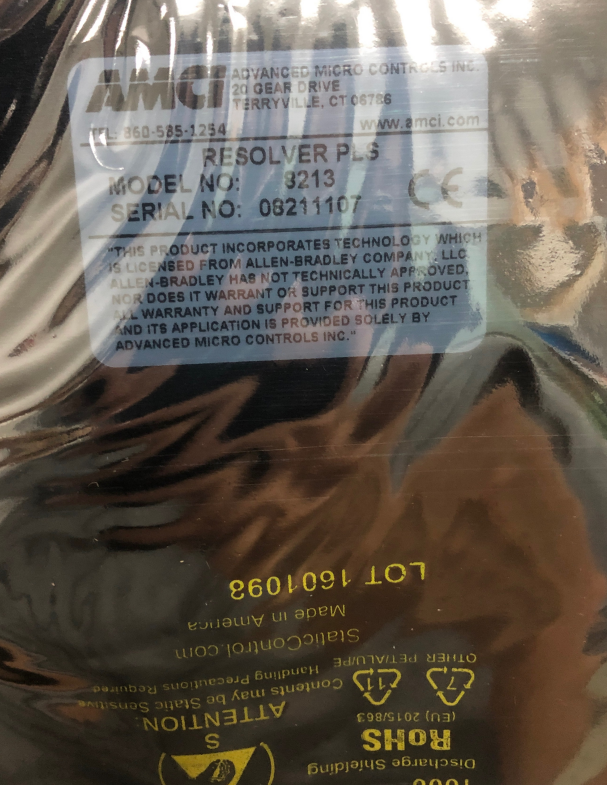 AMCI
ADVANCED MICRO CONTROLS INC.
20 GEAR DRIVE
TERRYVILLE, CT 06786
TEL: 860-585-1254
www.amci.com
RESOLVER PLS
MODEL NO: 8213
SERIAL NO: 08211107
CE
"THIS PRODUCT INCORPORATES TECHNOLOGY WHICH
IS LICENSED FROM ALLEN-BRADLEY COMPANY, LLC
ALLEN-BRADLEY HAS NOT TECHNICALLY APPROVED,
NOR DOES IT WARRANT OR SUPPORT THIS PRODUCT
ALL WARRANTY AND SUPPORT FOR THIS PRODUCT
AND ITS APPLICATION IS PROVIDED SOLELY BY
ADVANCED MICRO CONTROLS INC."
Discharge Shielding
RoHS
(EU) 2015/863
7 11
OTHER PET/ALU/PE
S
ATTENTION:
Contents may be Static Sensitive
Handling Precautions Required
StaticControl.com
Made in America
LOT 1601098